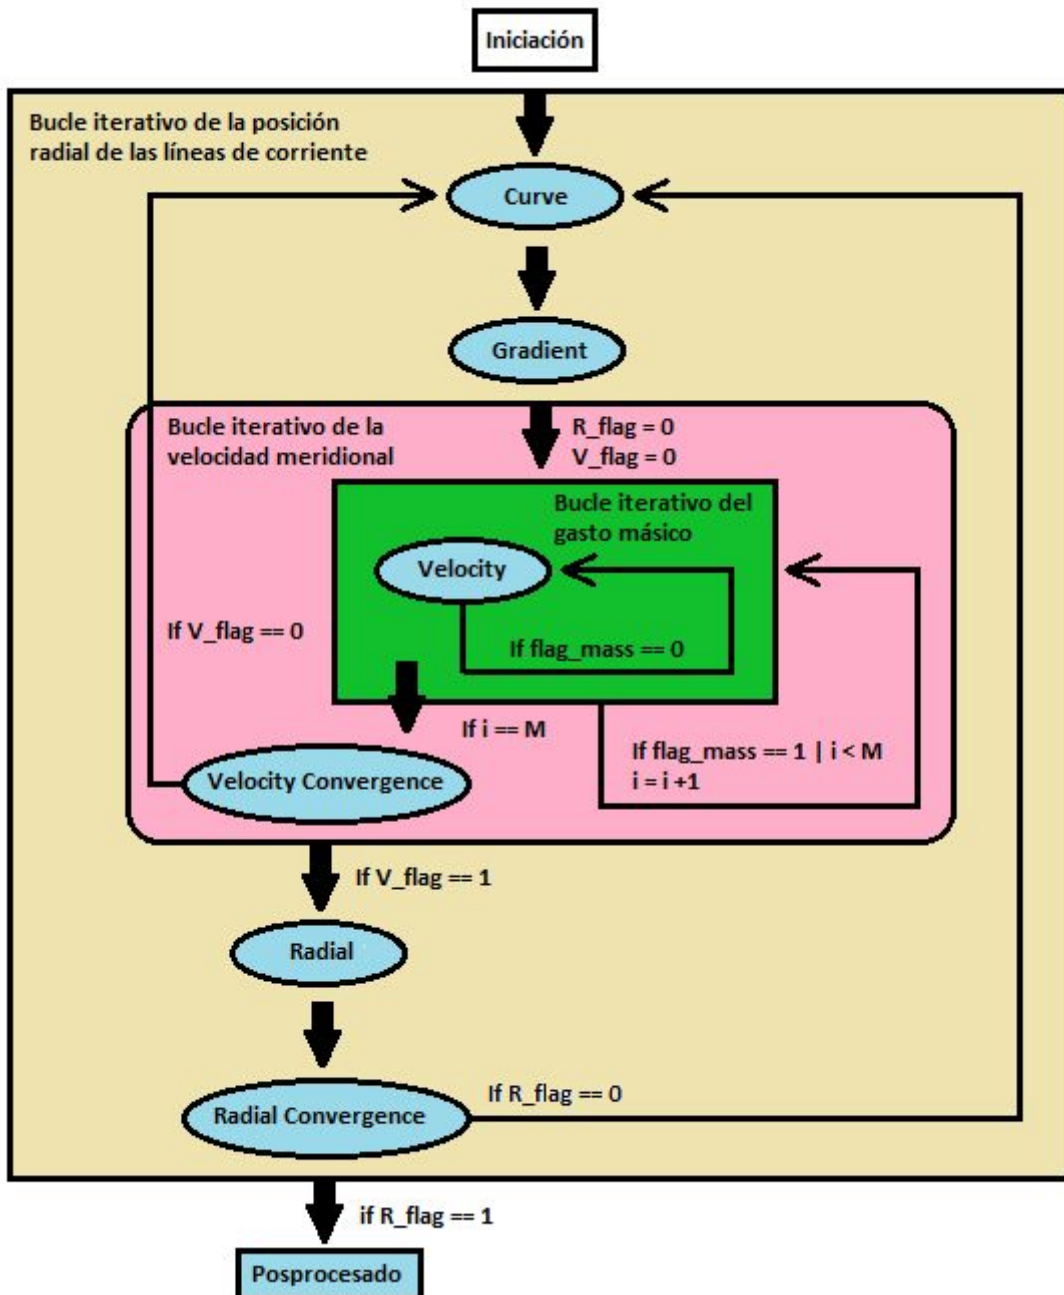 Iniciación
Bucle iterativo de la posición
radial de las líneas de corriente
Curve
Gradient
Bucle iterativo de la
velocidad meridional
R_flag = 0
V_flag = 0
Bucle iterativo del
gasto másico
Velocity
If flag_mass == 0
If V_flag == 0
If i == M
If flag_mass == 1 | i < M
i = i +1
Velocity Convergence
If V_flag == 1
Radial
Radial Convergence
If R_flag == 0
if R_flag == 1
Posprocesado